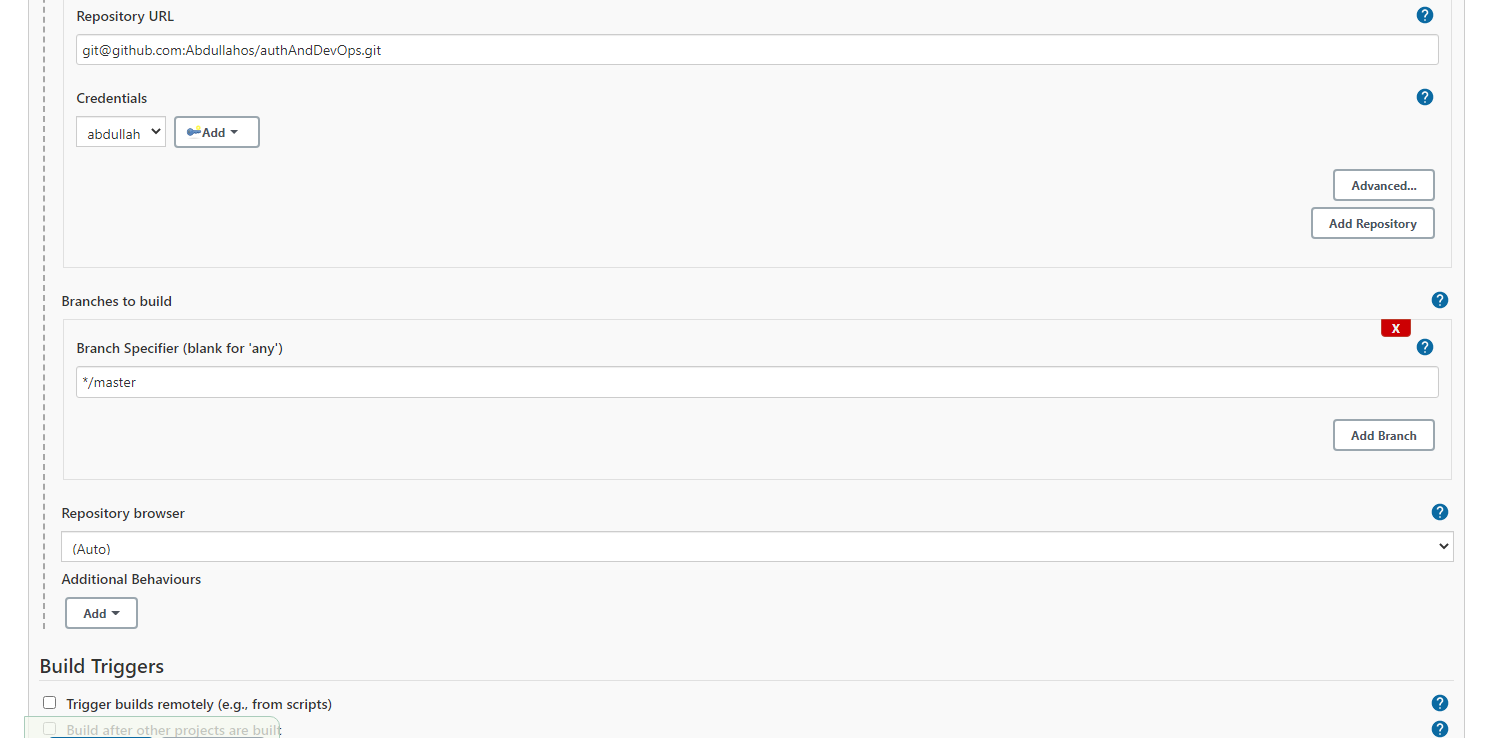 Repository URL
git@github.com:Abdullahos/authAndDevOps.git
Credentials
abdullah
Add
Advanced...
Add Repository
Branches to build
X
Branch Specifier (blank for 'any')
*/master
Add Branch
Repository browser
(Auto)
Additional Behaviours
Add
Build Triggers
Trigger builds remotely (e.g., from scripts)
Build after other projects are built